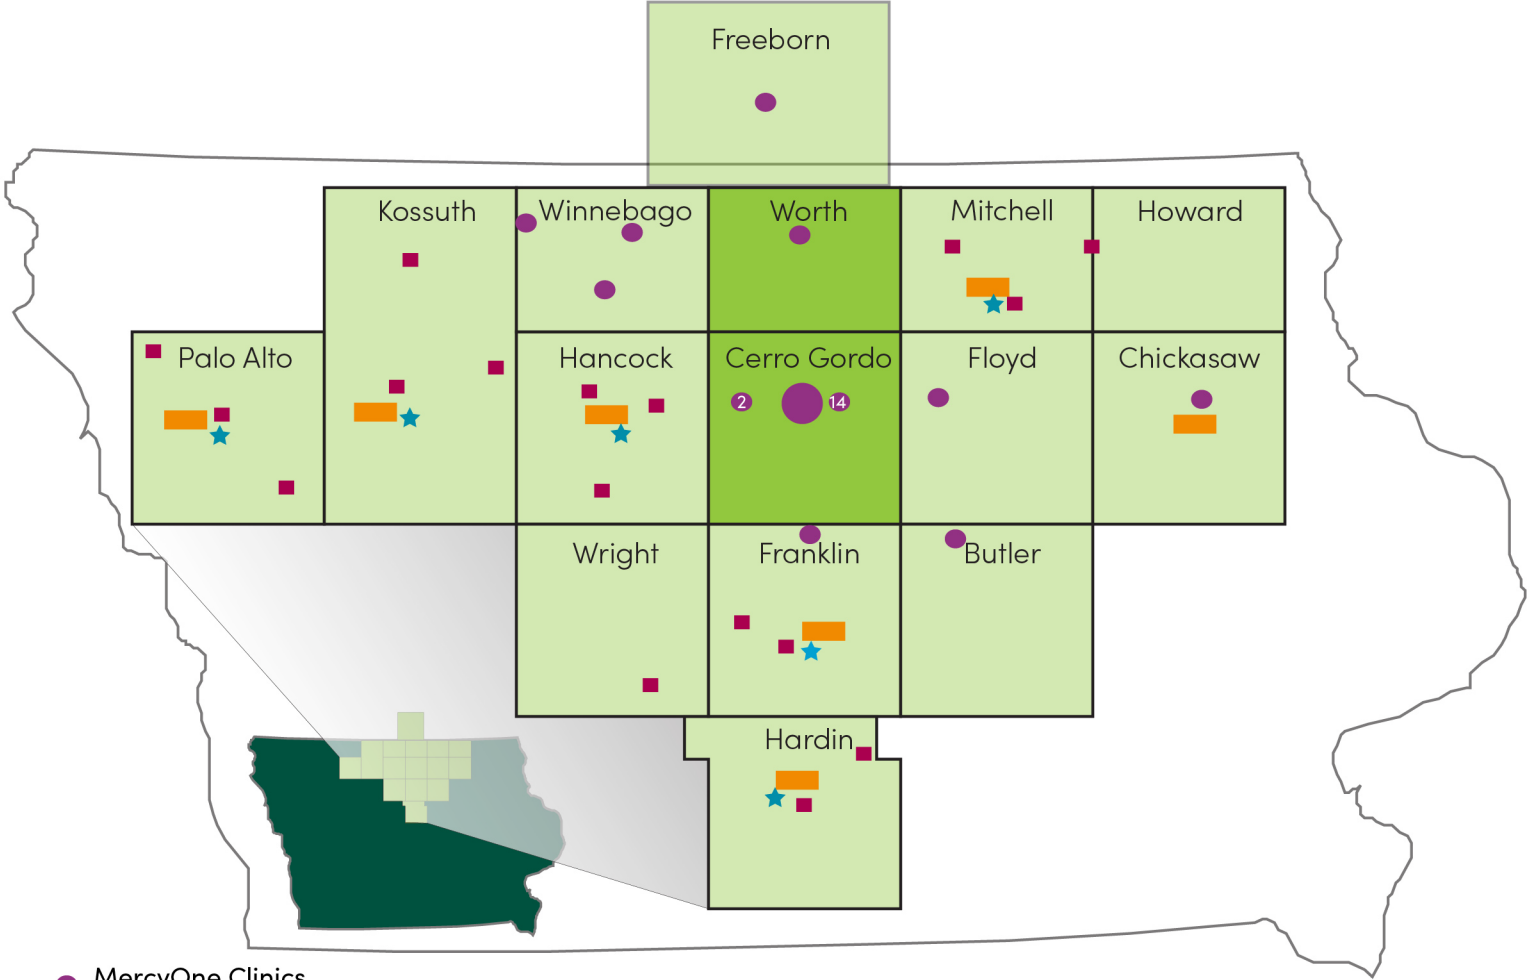 Freeborn
Kossuth
Winnebago
Worth
Mitchell
Howard
Palo Alto
Hancock
Cerro Gordo
Floyd
Chickasaw
2
14
Wright
Franklin
Butler
Hardin
MercyOne Clinics